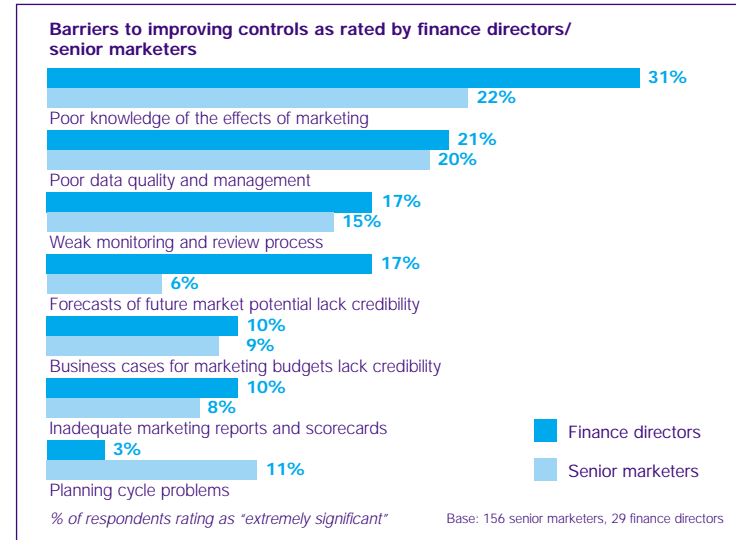 Barriers to improving controls as rated by finance directors/
senior marketers
31%
22%
Poor knowledge of the effects of marketing
21%
20%
Poor data quality and management
17%
15%
Weak monitoring and review process
17%
6%
Forecasts of future market potential lack credibility
10%
9%
Business cases for marketing budgets lack credibility
10%
8%
Inadequate marketing reports and scorecards
3%
11%
Planning cycle problems
Finance directors
Senior marketers
% of respondents rating as “extremely significant”
Base: 156 senior marketers, 29 finance directors